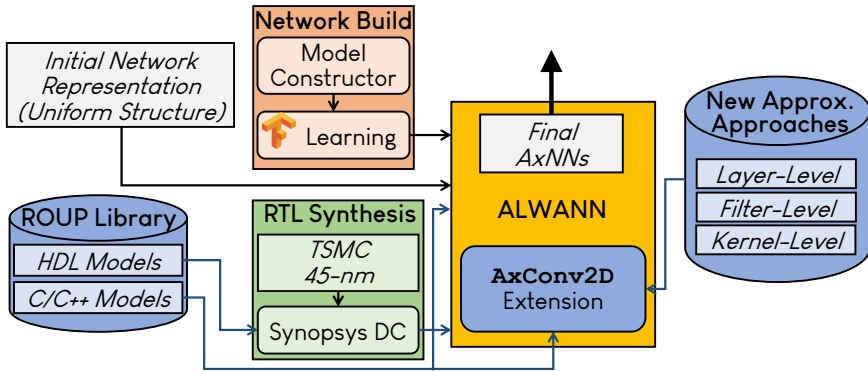 Network Build
Model
Constructor
Learning
Initial Network
Representation
(Uniform Structure)
Final
AxNNs
ALWANN
AxConv2D
Extension
New Approx.
Approaches
Layer-Level
Filter-Level
Kernel-Level
ROUP Library
HDL Models
C/C++ Models
RTL Synthesis
TSMC
45-nm
Synopsys DC